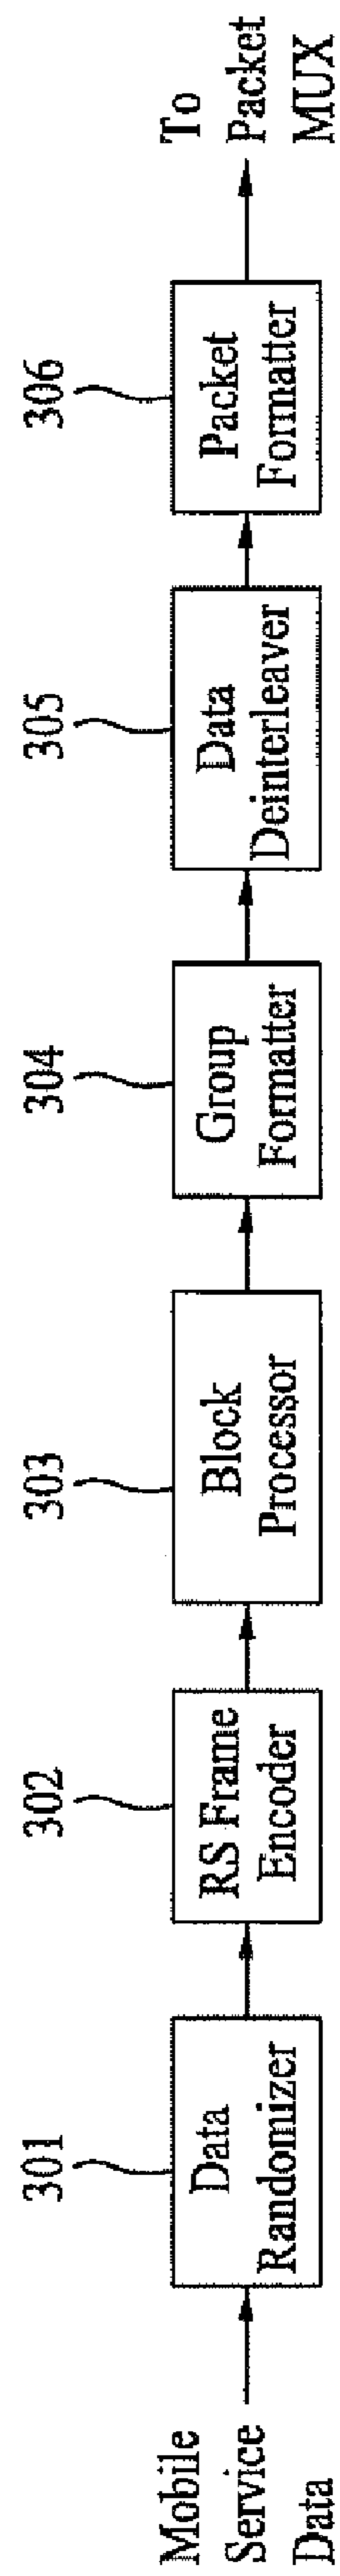 Mobile
Service
Data
301
Data
Randomizer
302
RS Frame
Encoder
303
Block
Processor
304
Group
Formatter
305
Data
Deinterleaver
306
Packet
Formatter
To
Packet
MUX